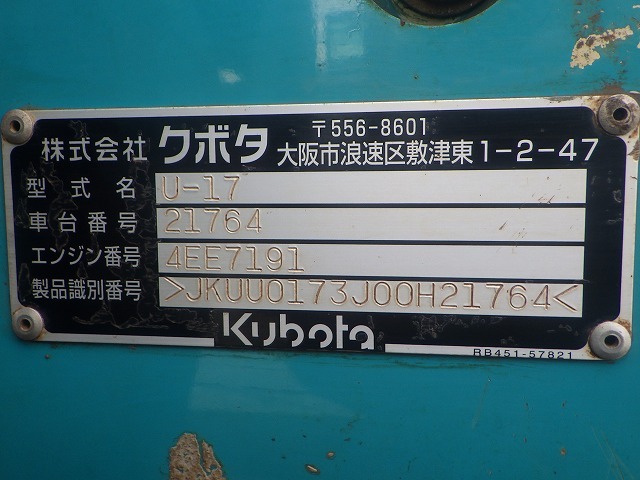 株式会社 クボタ 〒556-8601
大阪市浪速区敷津東1-2-47
型式名 U-17
車台番号 21764
エンジン番号 4EE7191
製品識別番号 >JKUU0173J00H21764<
Kubota
RB451-57821